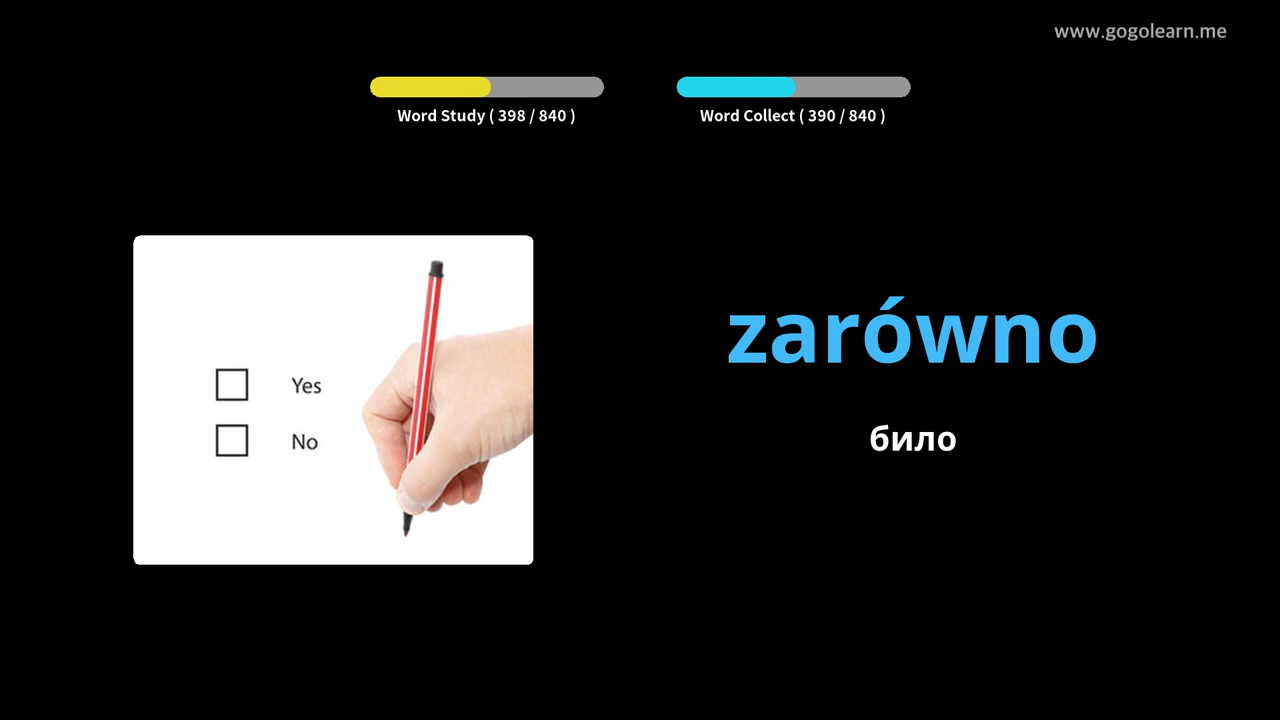 www.gogolearn.me
Word Study ( 398 / 840 )
Word Collect ( 390 / 840 )
zarówno
било
Yes
No